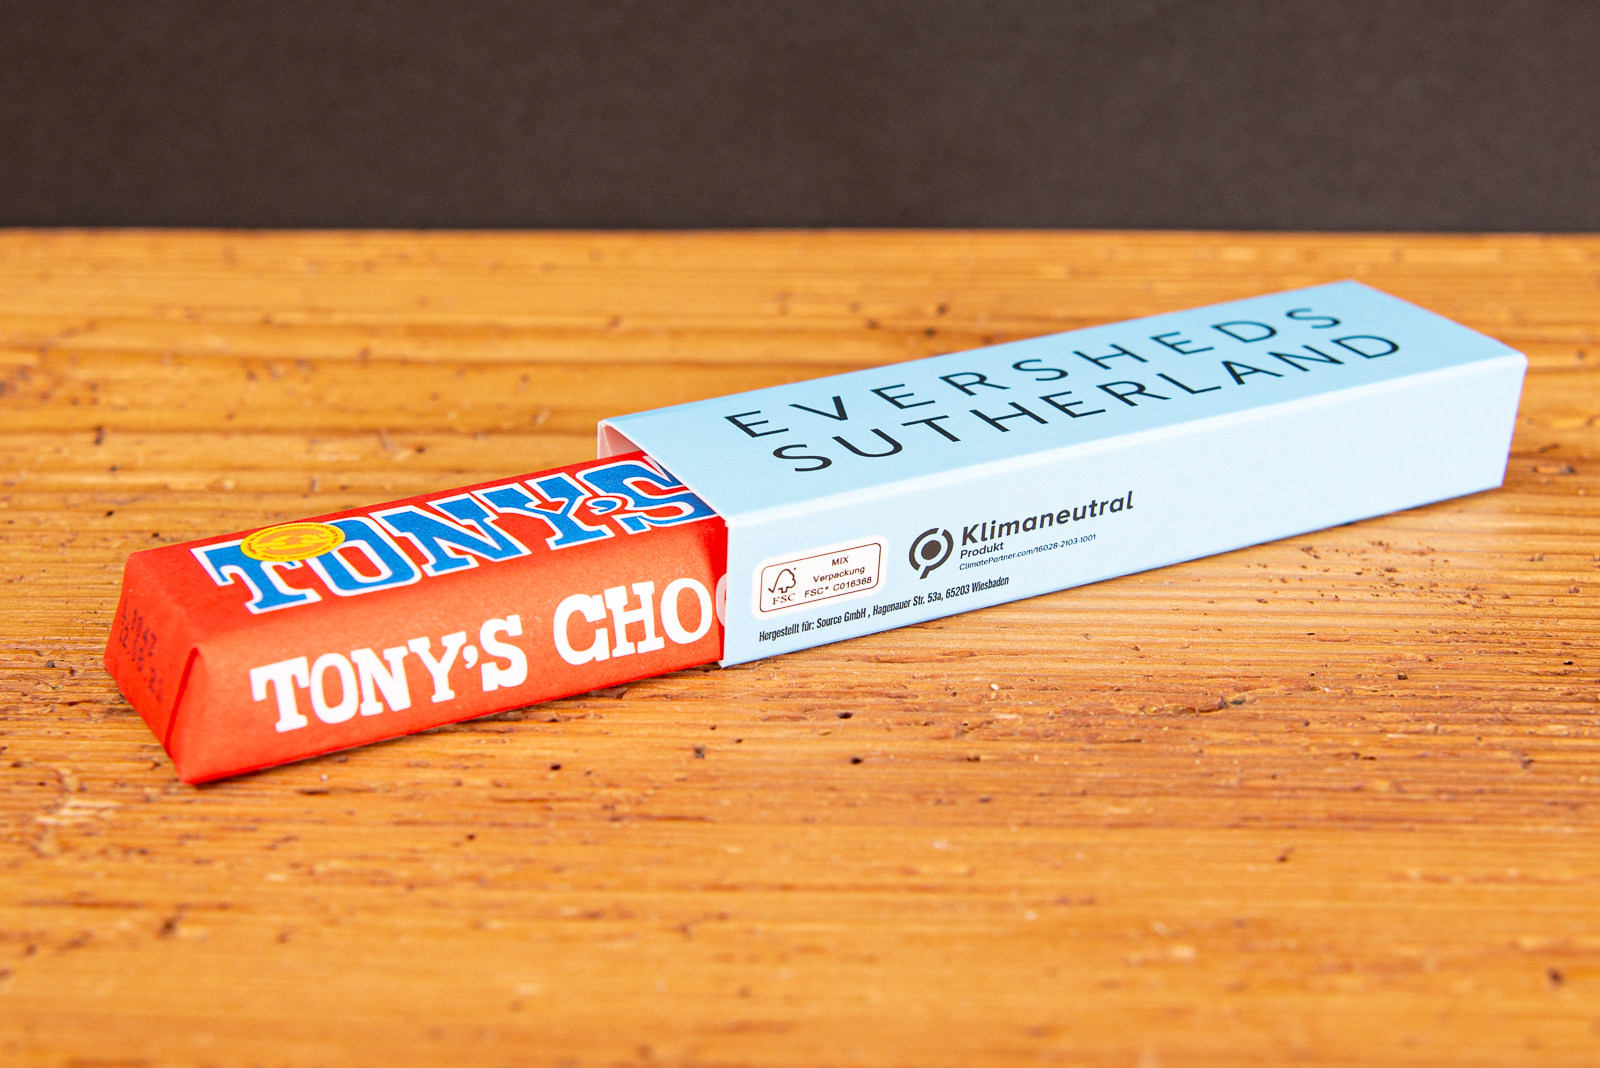 EVERSHEDS
SUTHERLAND
TONY'S
TONY'S CHOC
FSC
MIX
Verpackung
FSC® C016368
Klimaneutral
Produkt
ClimatePartner.com/16028-2103-1001
Hergestellt für: Source GmbH , Hagenauer Str. 53a, 65203 Wiesbaden